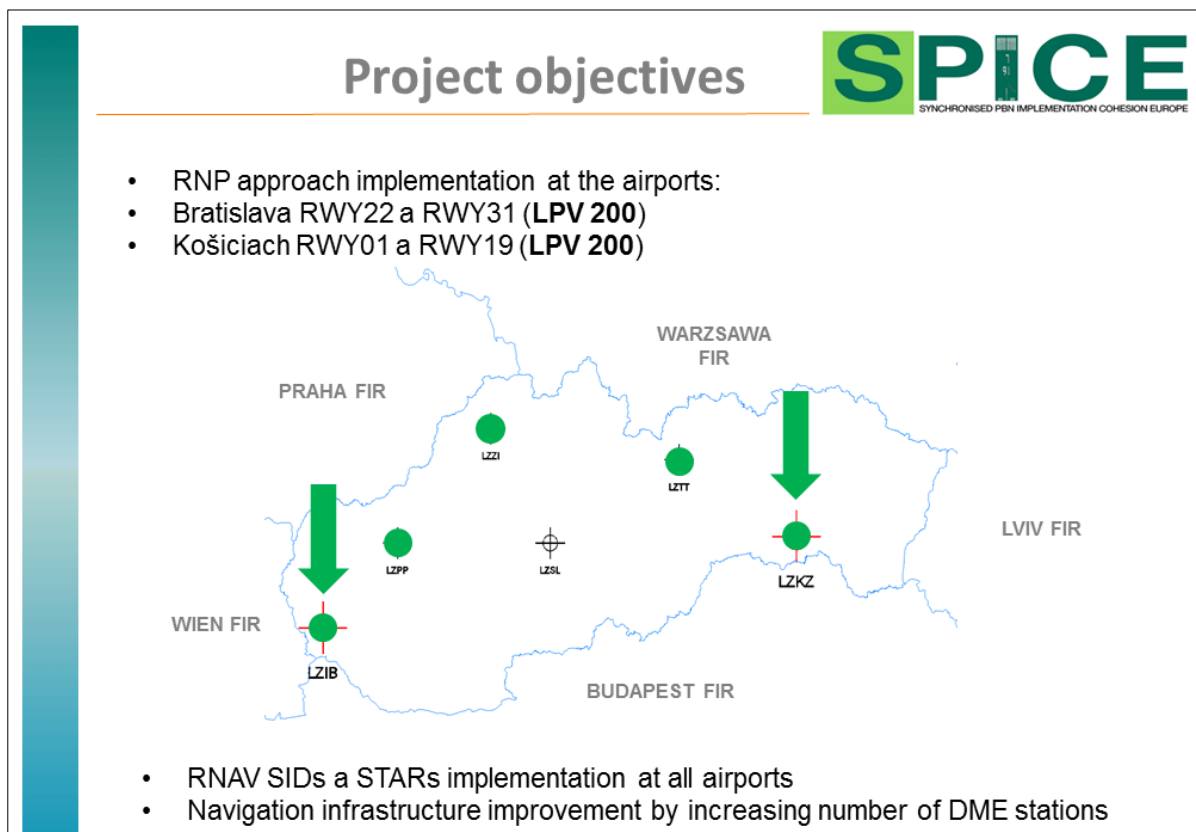 Project objectives
SPICE
SYNCHRONISED PBN IMPLEMENTATION COHESION EUROPE
• RNP approach implementation at the airports:
• Bratislava RWY22 a RWY31 (LPV 200)
• Košiciach RWY01 a RWY19 (LPV 200)
WARZSAWA
FIR
PRAHA FIR
LZZI
LZTT
LVIV FIR
LZPP
LZSL
LZKZ
WIEN FIR
LZIB
BUDAPEST FIR
• RNAV SIDs a STARs implementation at all airports
• Navigation infrastructure improvement by increasing number of DME stations